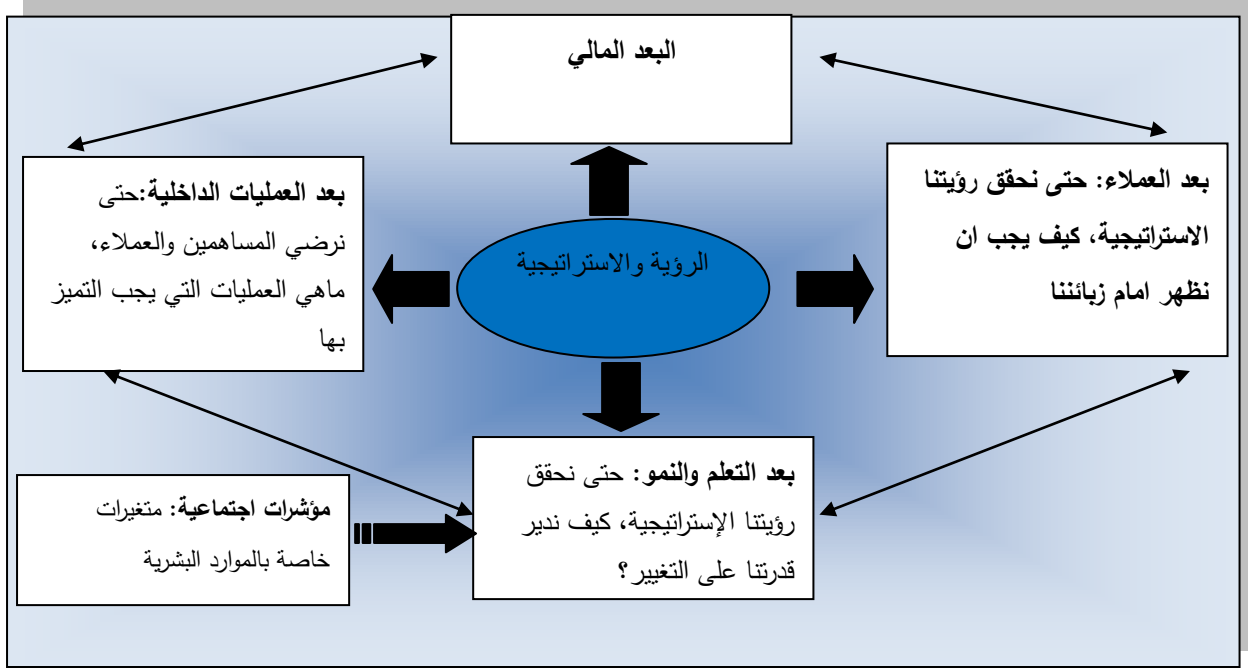 البعد المالي
بعد العملاء: حتى نحقق رؤيتنا
الاستراتيجية، كيف يجب ان
نظهر امام زبائننا
بعد العمليات الداخلية:حتى
نرضي المساهمين والعملاء،
ماهي العمليات التي يجب التميز
بها
الرؤية والاستراتيجية
بعد التعلم والنمو: حتى نحقق
رؤيتنا الإستراتيجية، كيف ندير
قدرتنا على التغيير؟
مؤشرات اجتماعية: متغيرات
خاصة بالموارد البشرية